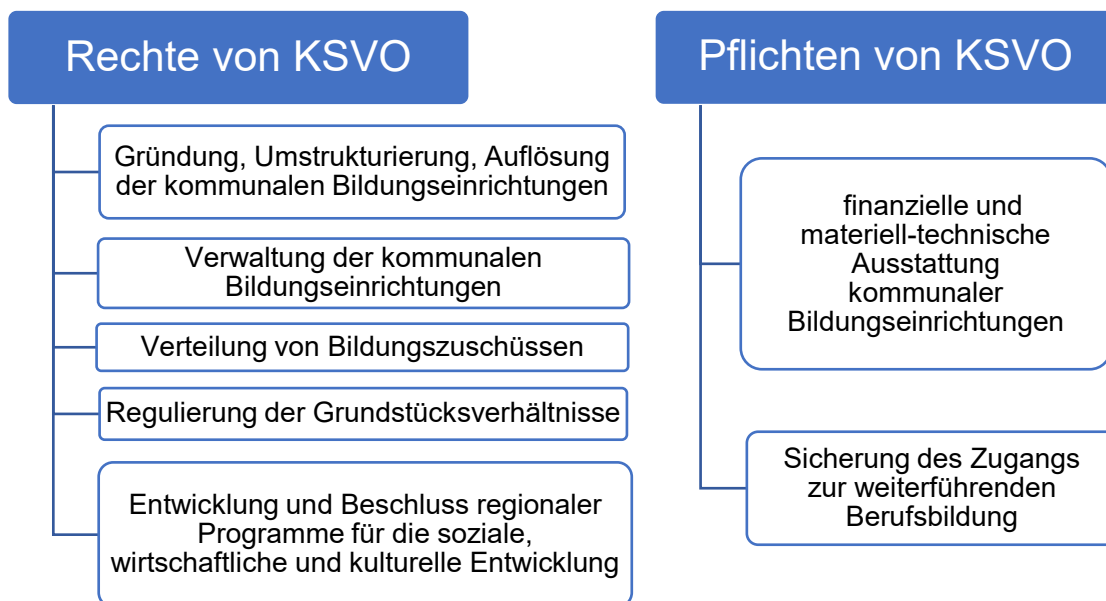 Rechte von KSVO
Gründung, Umstrukturierung, Auflösung
der kommunalen Bildungseinrichtungen
Verwaltung der kommunalen
Bildungseinrichtungen
Verteilung von Bildungszuschüssen
Regulierung der Grundstücksverhältnisse
Entwicklung und Beschluss regionaler
Programme für die soziale,
wirtschaftliche und kulturelle Entwicklung
Pflichten von KSVO
finanzielle und
materiell-technische
Ausstattung
kommunaler
Bildungseinrichtungen
Sicherung des Zugangs
zur weiterführenden
Berufsbildung